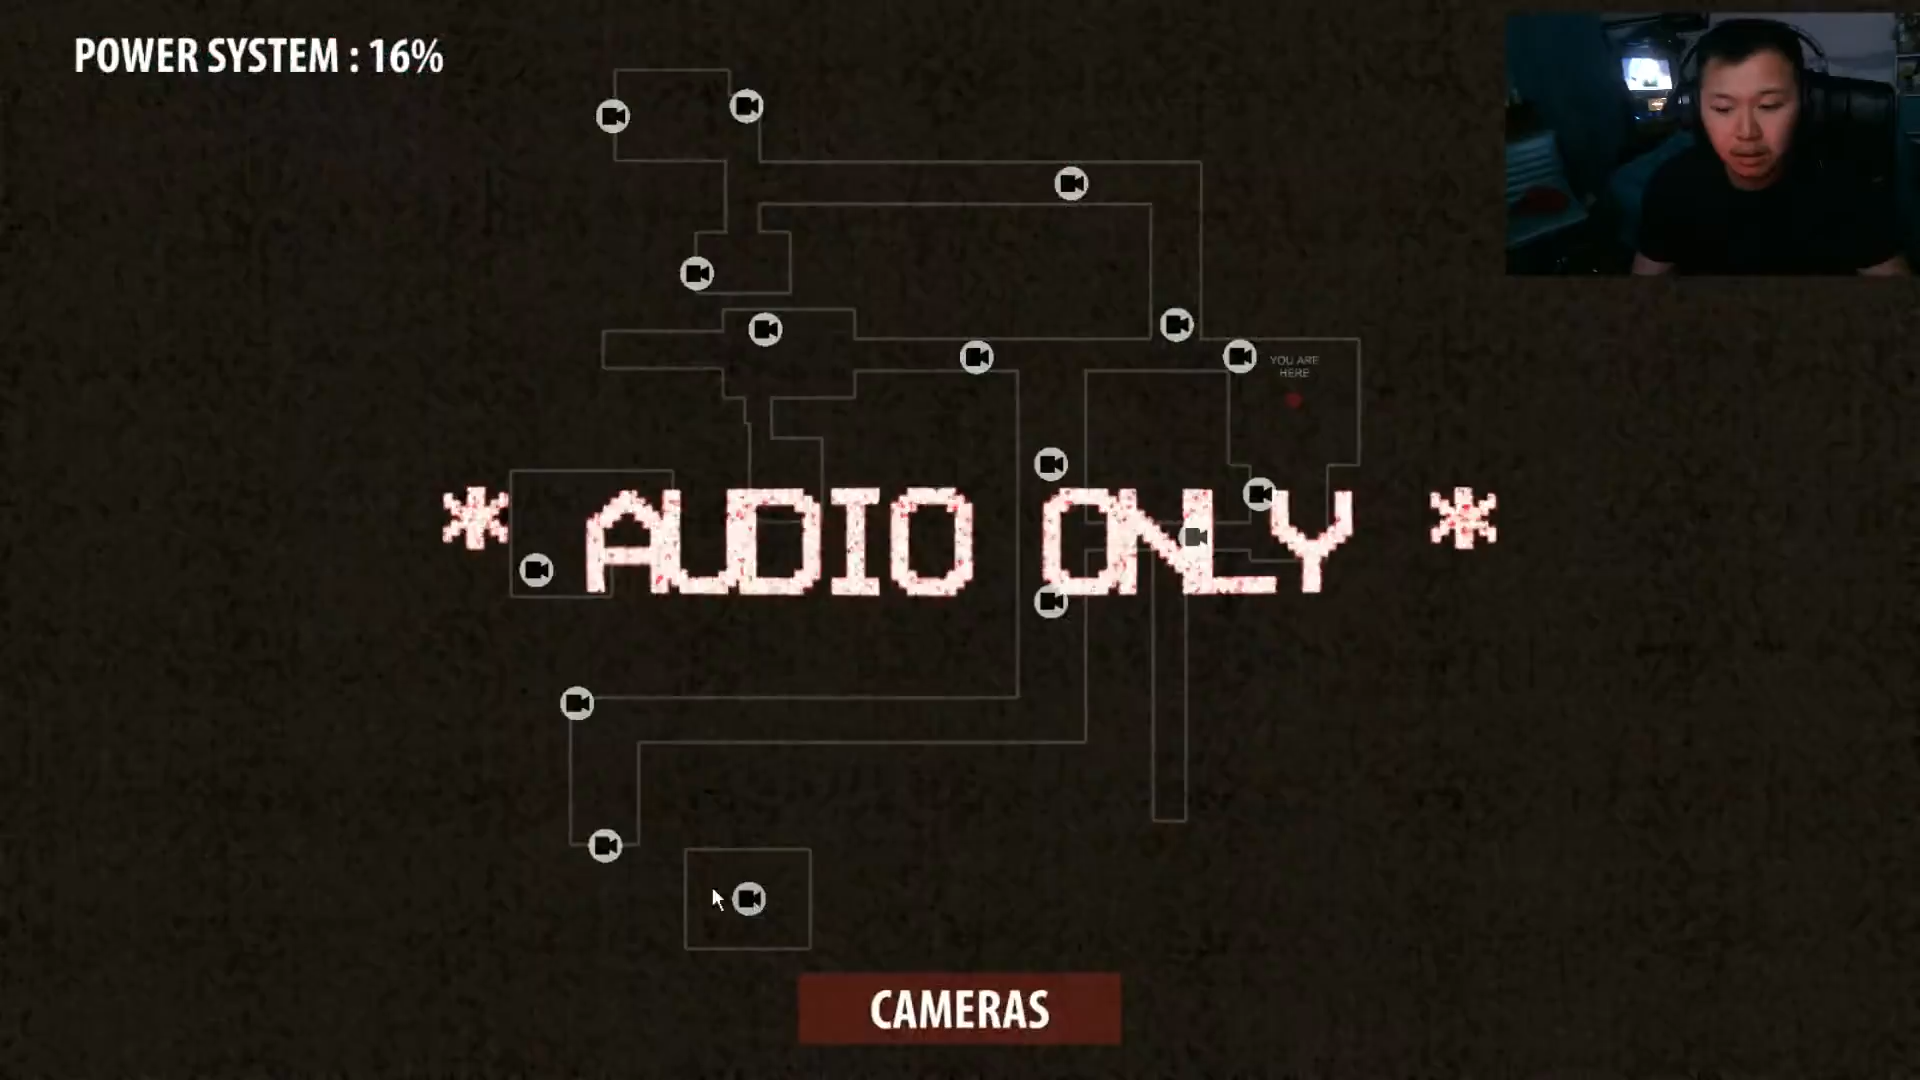 POWER SYSTEM : 16%
YOU ARE
HERE
* AUDIO ONLY *
CAMERAS